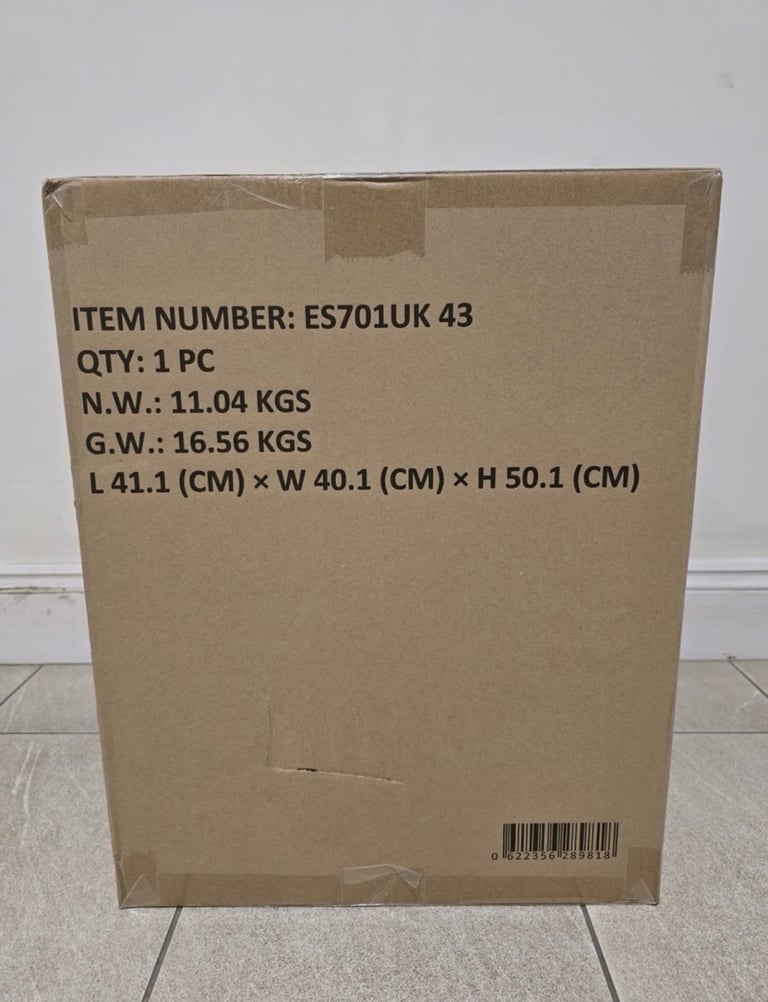 ITEM NUMBER: ES701UK 43
QTY: 1 PC
N.W.: 11.04 KGS
G.W.: 16.56 KGS
L 41.1 (CM) × W 40.1 (CM) × H 50.1 (CM)
0 622356 289818